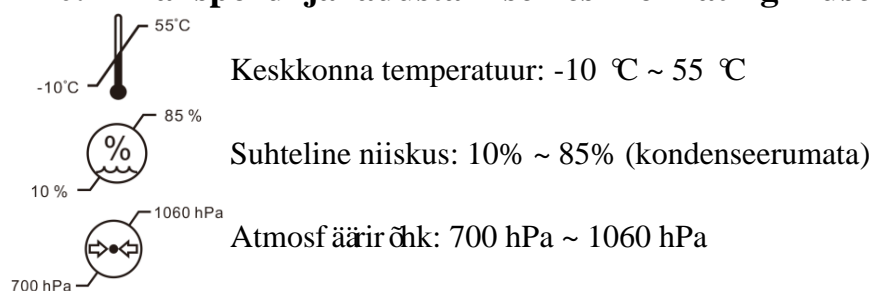 55°C
-10°C
Keskkonna temperatuur: -10 ℃ ~ 55 ℃
85 %
%
10 %
Suhteline niiskus: 10% ~ 85% (kondenseerumata)
1060 hPa
700 hPa
Atmosfäärirõhk: 700 hPa ~ 1060 hPa